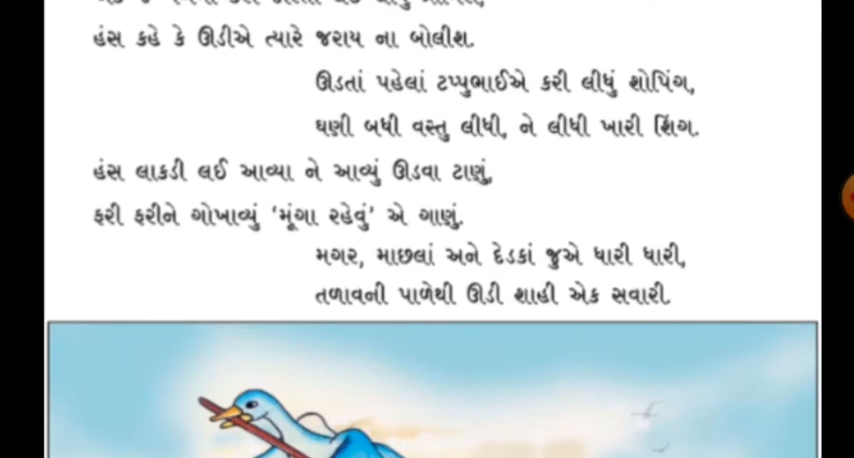 હંસ કહે કે ઊડીએ ત્યારે જરાય ના બોલીશ.
ઊડતાં પહેલાં ટપ્પુભાઈએ કરી લીધું શોપિંગ,
ઘણી બધી વસ્તુ લીધી, ને લીધી ખારી શિંગ.
હંસ લાકડી લઈ આવ્યા ને આવ્યું ઊડવા ટાણું,
ફરી ફરીને ગોખાવ્યું ‘મૂંગા રહેવું’ એ ગાણું.
મગર, માછલાં અને દેડકાં જુએ ધારી ધારી,
તળાવની પાળેથી ઊડી શાહી એક સવારી.